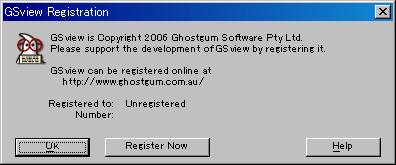 GSview Registration
GSview is Copyright 2006 Ghostgum Software Pty Ltd.
Please support the development of GSview by registering it.
GSview can be registered online at
http://www.ghostgum.com.au/
Registered to: Unregistered
Number:
OK Register Now Help